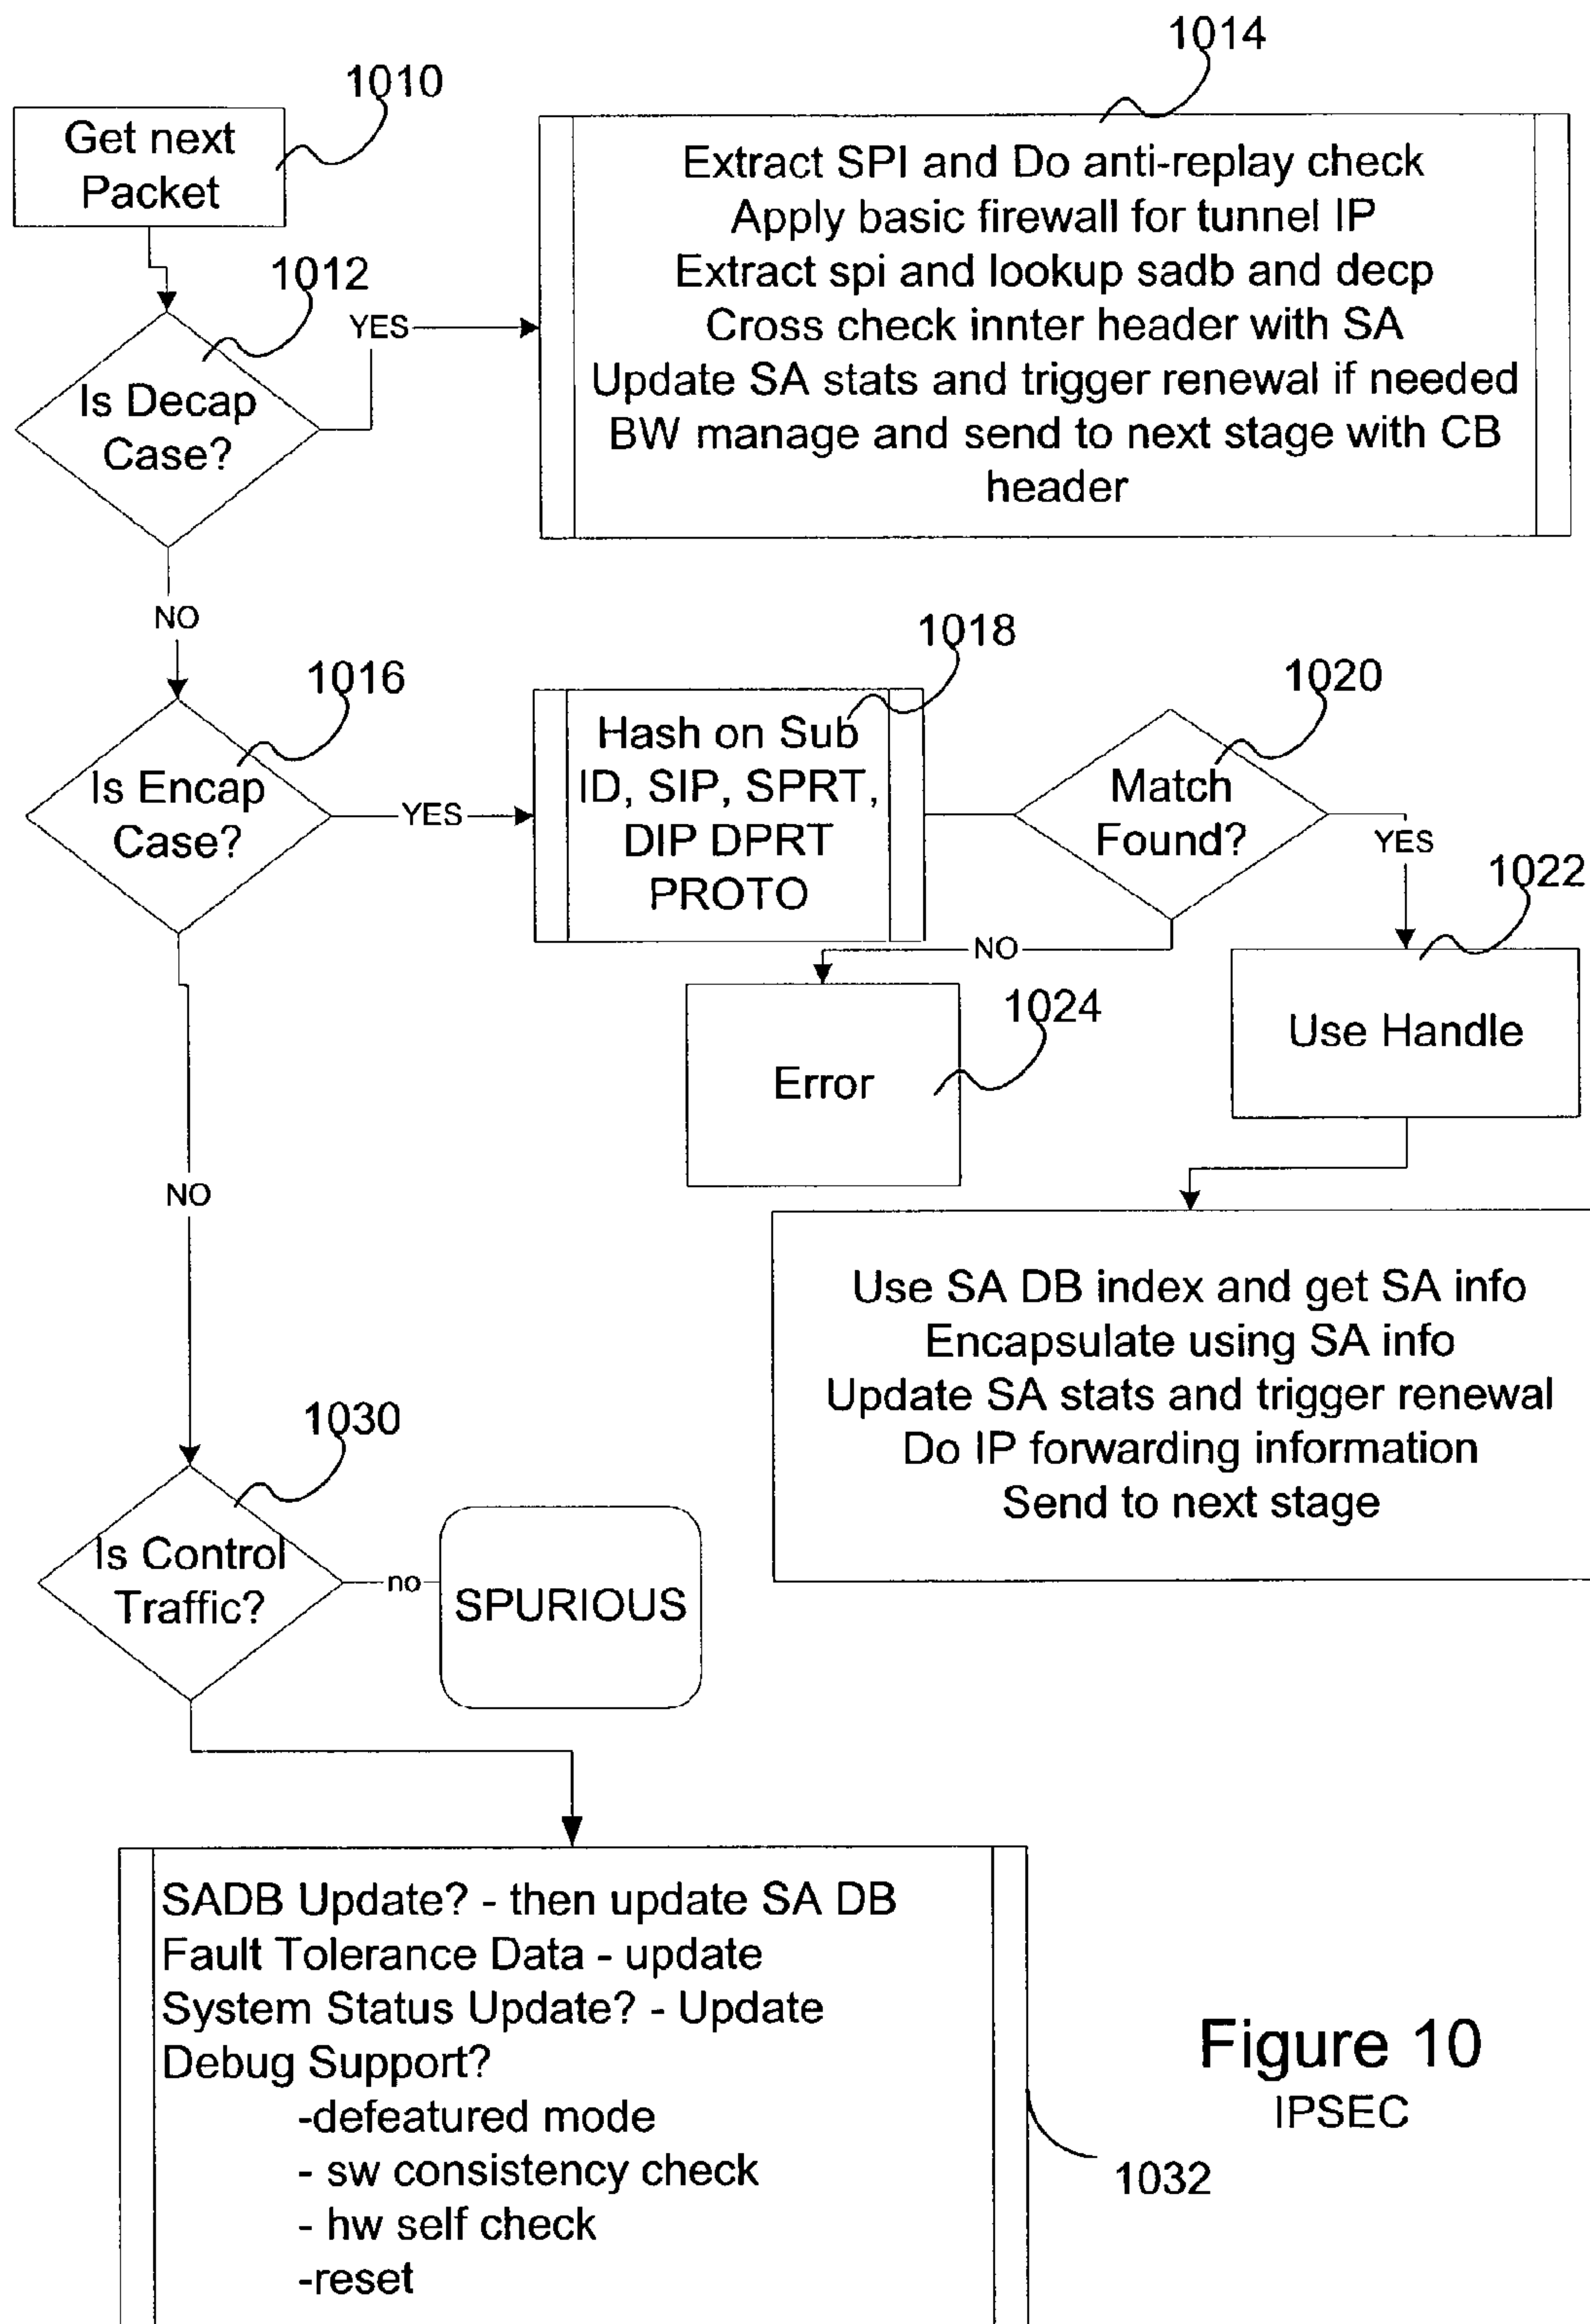 1014
1010
Get next
Packet
Extract SPI and Do anti-replay check
Apply basic firewall for tunnel IP
Extract spi and lookup sadb and decp
Cross check innter header with SA
Update SA stats and trigger renewal if needed
BW manage and send to next stage with CB
header
1012
YES
Is Decap
Case?
NO
1016
Is Encap
Case?
YES
1018
Hash on Sub
ID, SIP, SPRT,
DIP DPRT
PROTO
1020
Match
Found?
YES
1022
Use Handle
NO
1024
Error
NO
Use SA DB index and get SA info
Encapsulate using SA info
Update SA stats and trigger renewal
Do IP forwarding information
Send to next stage
1030
Is Control
Traffic?
no
SPURIOUS
SADB Update? - then update SA DB
Fault Tolerance Data - update
System Status Update? - Update
Debug Support?
-defeatured mode
- sw consistency check
- hw self check
-reset
1032
Figure 10
IPSEC